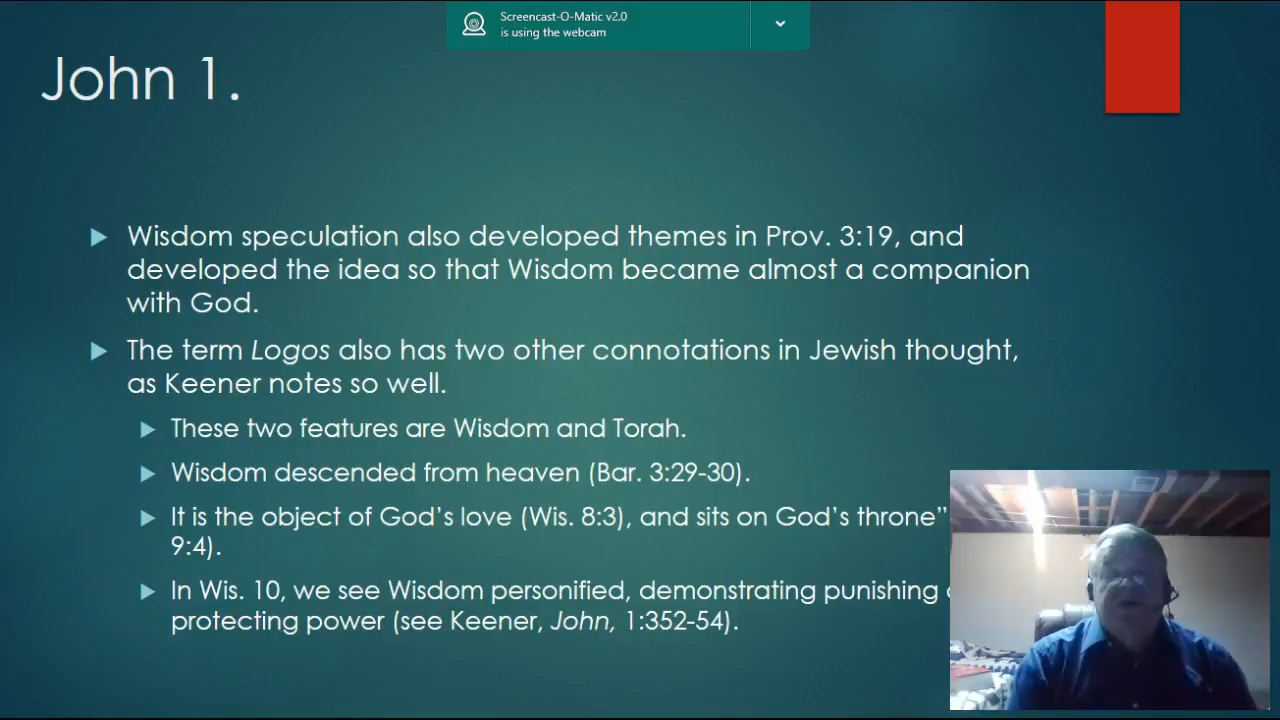 Screencast-O-Matic v2.0
is using the webcam
John 1.
Wisdom speculation also developed themes in Prov. 3:19, and
developed the idea so that Wisdom became almost a companion
with God.
The term Logos also has two other connotations in Jewish thought,
as Keener notes so well.
These two features are Wisdom and Torah.
Wisdom descended from heaven (Bar. 3:29-30).
It is the object of God’s love (Wis. 8:3), and sits on God’s throne”
9:4).
In Wis. 10, we see Wisdom personified, demonstrating punishing
protecting power (see Keener, John, 1:352-54).